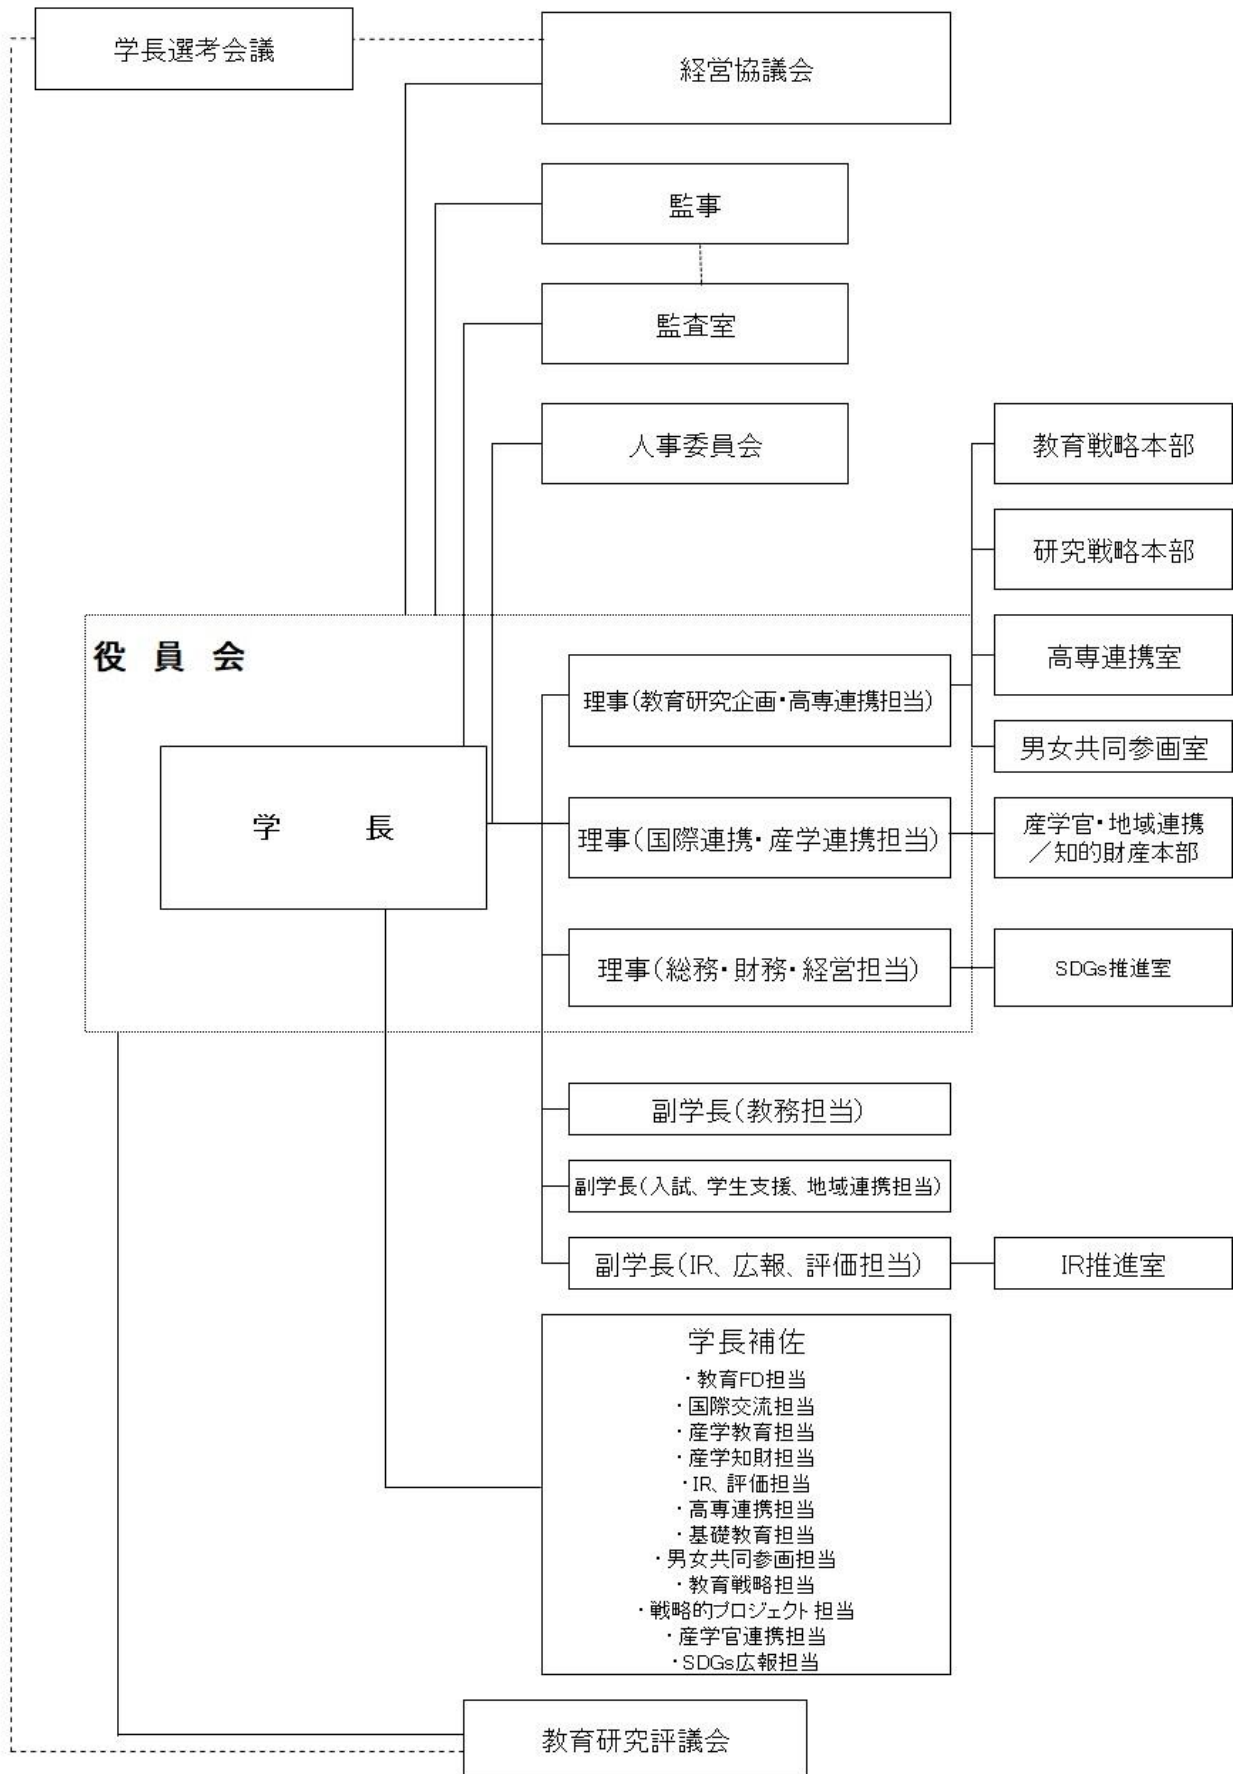 学長選考会議
経営協議会
監事
監査室
人事委員会
教育戦略本部
研究戦略本部
役 員 会
高専連携室
理事(教育研究企画・高専連携担当)
男女共同参画室
学 長
理事(国際連携・産学連携担当)
産学官・地域連携
／知的財産本部
理事(総務・財務・経営担当)
SDGs推進室
副学長(教務担当)
副学長(入試、学生支援、地域連携担当)
副学長(IR、広報、評価担当)
IR推進室
学長補佐
・教育FD担当
・国際交流担当
・産学教育担当
・産学知財担当
・IR、評価担当
・高専連携担当
・基礎教育担当
・男女共同参画担当
・教育戦略担当
・戦略的プロジェクト担当
・産学官連携担当
・SDGs広報担当
教育研究評議会